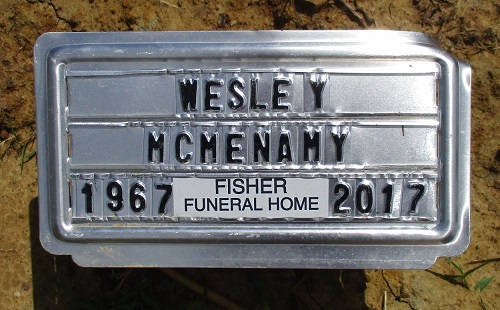 WESLEY
MCMENAMY
1967 FISHER FUNERAL HOME 2017